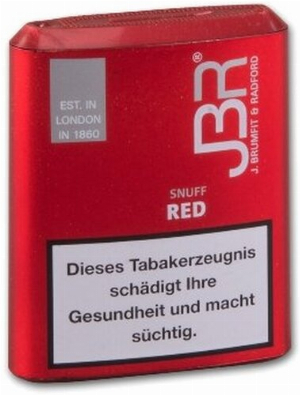 EST. IN
LONDON
IN 1860
JBR®
J. BRUMFIT & RADFORD
SNUFF
RED
Dieses Tabakerzeugnis
schädigt Ihre
Gesundheit und macht
süchtig.